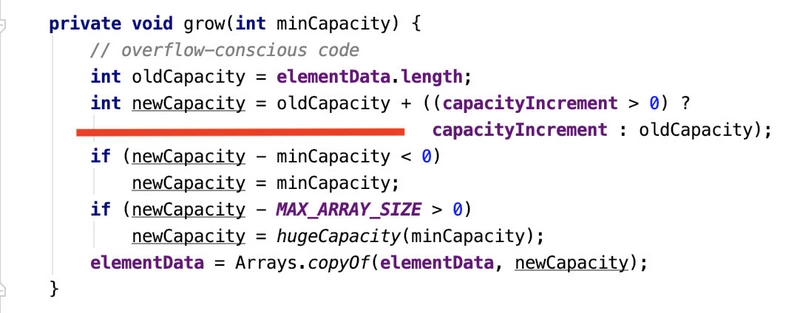 private void grow(int minCapacity) {
    // overflow-conscious code
    int oldCapacity = elementData.length;
    int newCapacity = oldCapacity + ((capacityIncrement > 0) ?
                                     capacityIncrement : oldCapacity);
    if (newCapacity - minCapacity < 0)
        newCapacity = minCapacity;
    if (newCapacity - MAX_ARRAY_SIZE > 0)
        newCapacity = hugeCapacity(minCapacity);
    elementData = Arrays.copyOf(elementData, newCapacity);
}